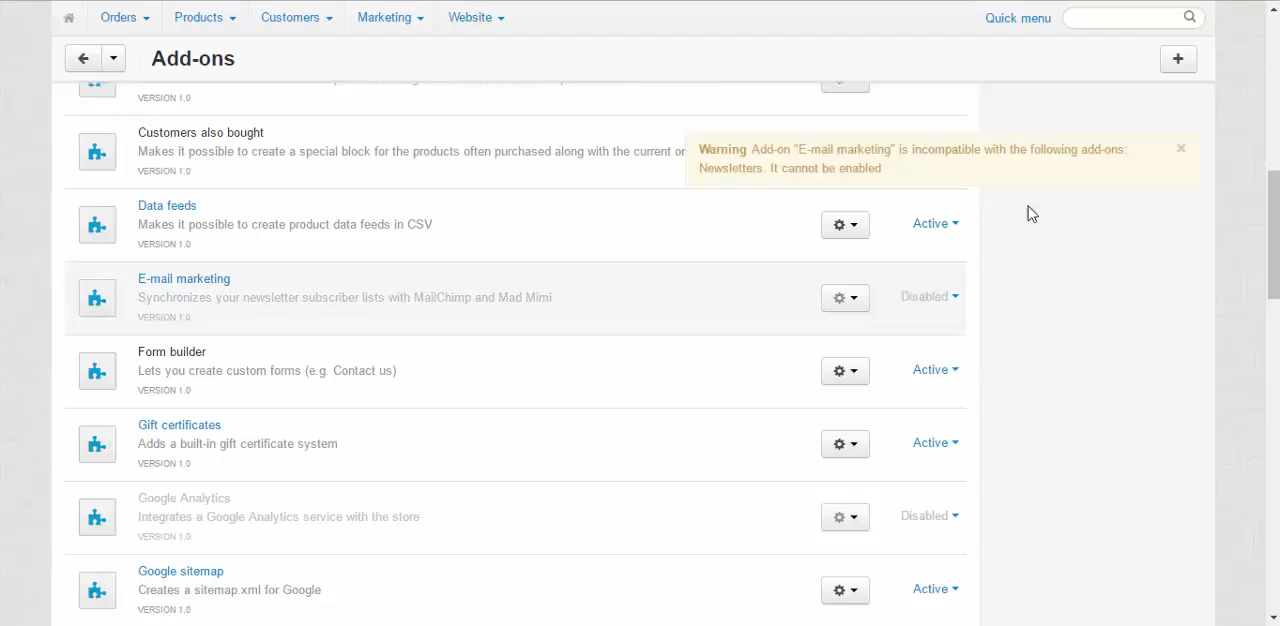 Orders Products Customers Marketing Website Quick menu
Add-ons
VERSION 1.0
Customers also bought
Makes it possible to create a special block for the products often purchased along with the current or
VERSION 1.0
Warning Add-on "E-mail marketing" is incompatible with the following add-ons:
Newsletters. It cannot be enabled
Data feeds
Makes it possible to create product data feeds in CSV
Active
VERSION 1.0
E-mail marketing
Synchronizes your newsletter subscriber lists with MailChimp and Mad Mimi
Disabled
VERSION 1.0
Form builder
Lets you create custom forms (e.g. Contact us)
Active
VERSION 1.0
Gift certificates
Adds a built-in gift certificate system
Active
VERSION 1.0
Google Analytics
Integrates a Google Analytics service with the store
Disabled
VERSION 1.0
Google sitemap
Creates a sitemap.xml for Google
Active
VERSION 1.0